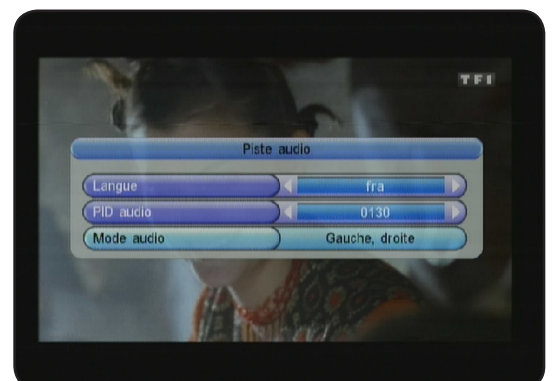 TF1
Piste audio
Langue
fra
PID audio
0130
Mode audio
Gauche, droite